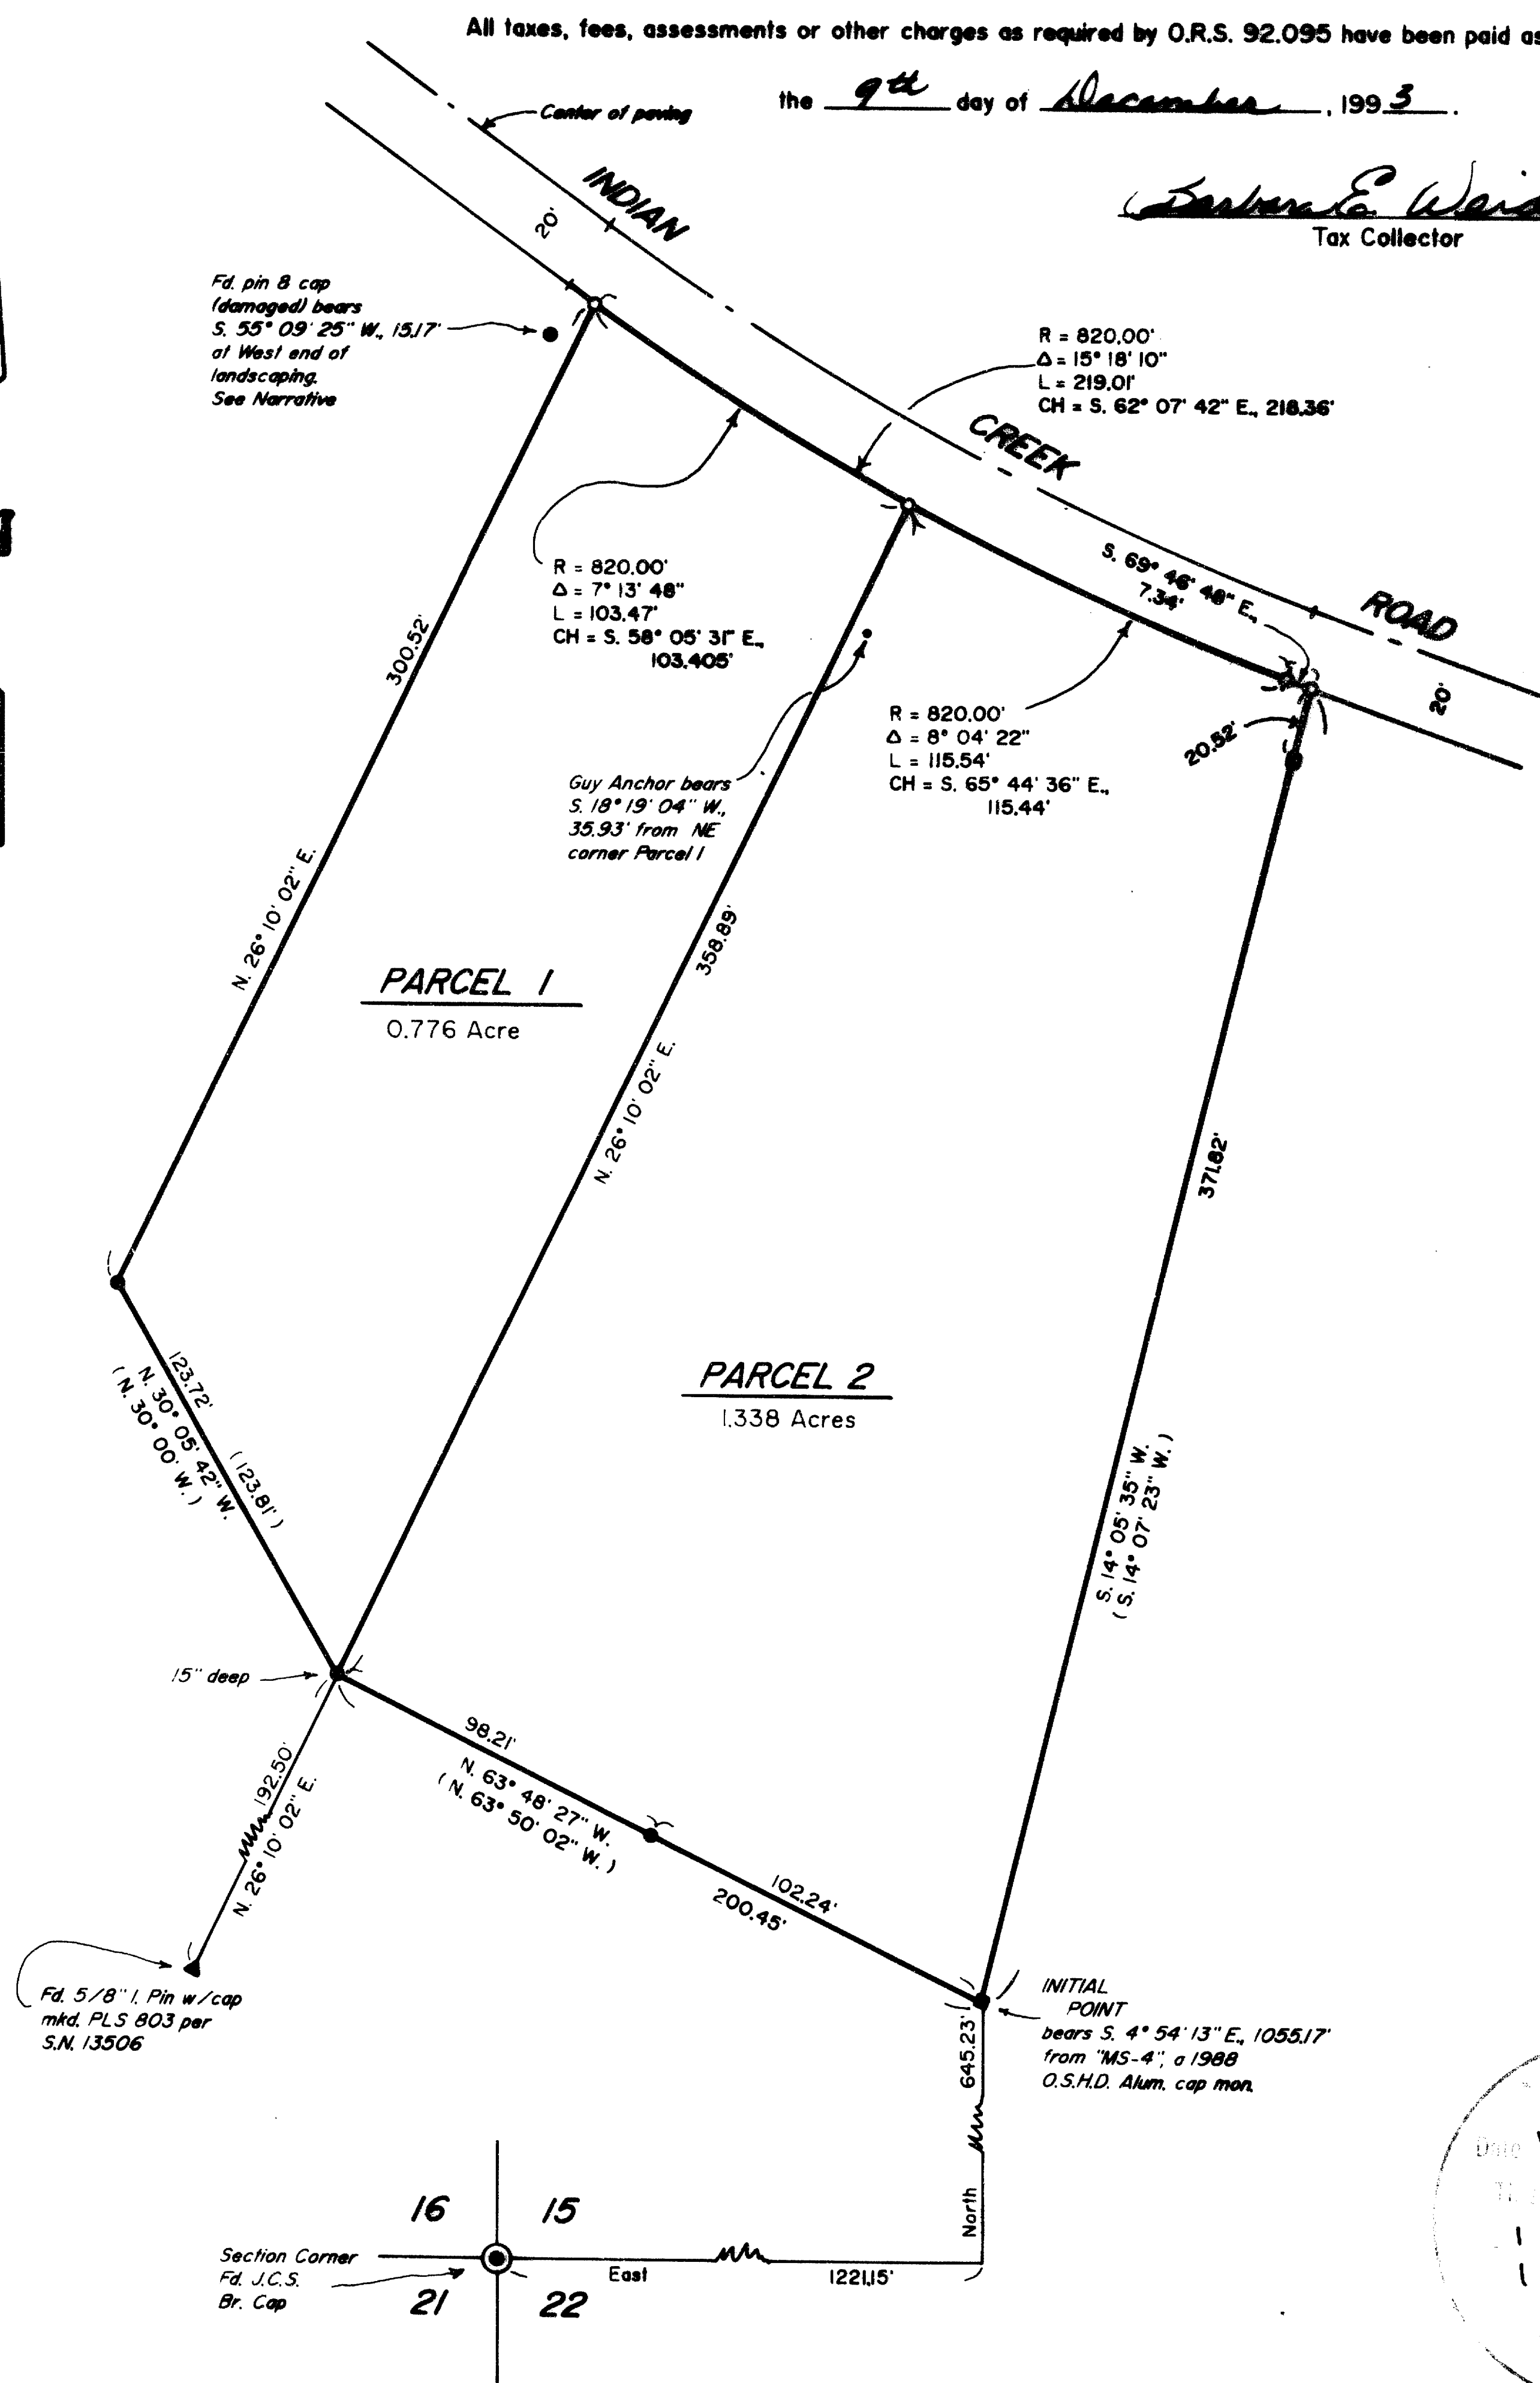 All taxes, fees, assessments or other charges as required by O.R.S. 92.095 have been paid as
the 9th day of December, 1993.
Barbara E
Tax Collector
Center of paving
INDIAN
20'
Fd. pin & cap
(damaged) bears
S. 55° 09' 25" W., 15.17'
at West end of
landscaping.
See Narrative
R = 820.00'
Δ = 15° 18' 10"
L = 219.01'
CH = S. 62° 07' 42" E., 218.36'
CREEK
R = 820.00'
Δ = 7° 13' 48"
L = 103.47'
CH = S. 58° 05' 31" E.,
103.405'
S. 69° 46' 48" E.,
7.34'
ROAD
20'
300.52'
N. 26° 10' 02" E.
R = 820.00'
Δ = 8° 04' 22"
L = 115.54'
CH = S. 65° 44' 36" E.,
115.44'
20.52'
Guy Anchor bears
S. 18° 19' 04" W.,
35.93' from NE
corner Parcel 1
358.89'
N. 26° 10' 02" E.
PARCEL 1
0.776 Acre
371.82'
S. 14° 05' 35" W.
( S. 14° 07' 23" W. )
PARCEL 2
1.338 Acres
123.72'
N. 30° 05' 42" W.
( N. 30° 00' W. )
( 123.81' )
15" deep
98.21'
N. 63° 48' 27" W.
( N. 63° 50' 02" W. )
102.24'
200.45'
192.50'
N. 26° 10' 02" E.
Fd. 5/8" I. Pin w/cap
mkd. PLS 803 per
S.N. 13506
INITIAL
POINT
bears S. 4° 54' 13" E., 1055.17'
from "MS-4", a 1988
O.S.H.D. Alum. cap mon.
645.23'
North
16 15
Section Corner
Fd. J.C.S.
Br. Cap
21 22
East
1221.15'
Date